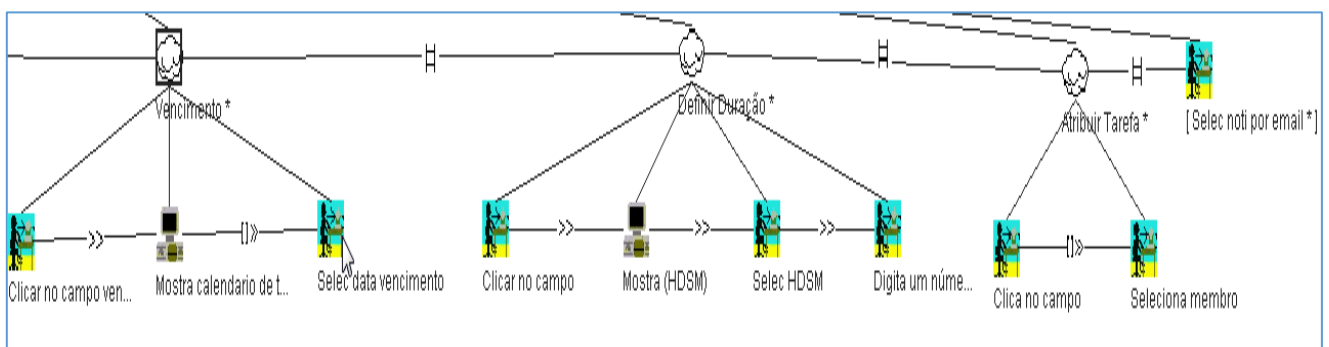 Vencimento *
Definir Duração *
Atribuir Tarefa *
[ Selec noti por email * ]
>>
[]>>
>>
>>
>>
[]>>
Clicar no campo ven...
Mostra calendario de t...
Selec data vencimento
Clicar no campo
Mostra (HDSM)
Selec HDSM
Digita um núme...
Clica no campo
Seleciona membro